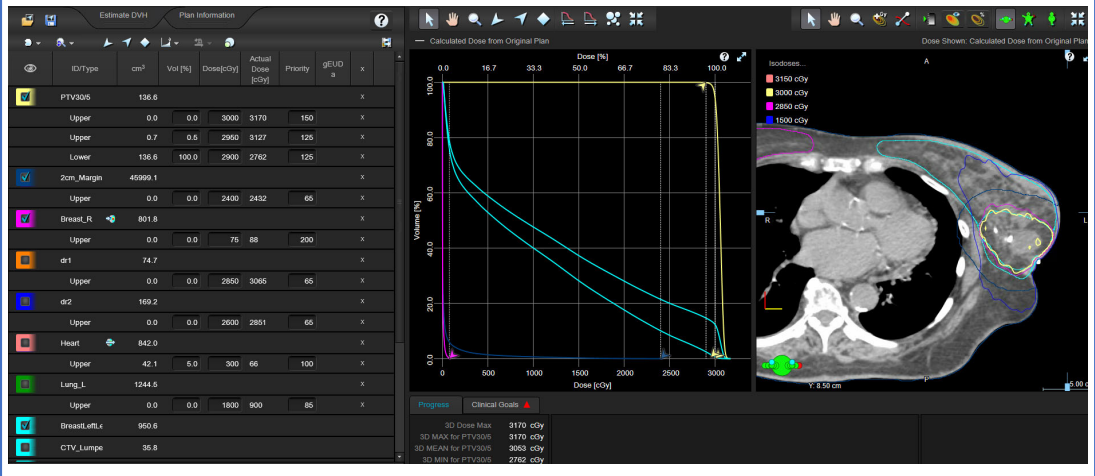 Estimate DVH Plan Information
ID/Type cm³ Vol [%] Dose[cGy] Actual Dose [cGy] Priority gEUD a x
PTV30/5 136.6 x
Upper 0.0 0.0 3000 3170 150 x
Upper 0.7 0.5 2950 3127 125 x
Lower 136.6 100.0 2900 2762 125 x
2cm_Margin 45999.1 x
Upper 0.0 0.0 2400 2432 65 x
Breast_R 801.8 x
Upper 0.0 0.0 75 88 200 x
dr1 74.7 x
Upper 0.0 0.0 2850 3065 65 x
dr2 169.2 x
Upper 0.0 0.0 2600 2851 65 x
Heart 842.0 x
Upper 42.1 5.0 300 66 100 x
Lung_L 1244.5 x
Upper 0.0 0.0 1800 900 85 x
BreastLeftLe 950.6
CTV_Lumpe 35.8
Calculated Dose from Original Plan
Dose [%]
0.0 16.7 33.3 50.0 66.7 83.3 100.0
Volume [%]
100.0
80.0
60.0
40.0
20.0
0.0
0 500 1000 1500 2000 2500 3000
Dose [cGy]
Progress Clinical Goals
3D Dose Max 3170 cGy
3D MAX for PTV30/5 3170 cGy
3D MEAN for PTV30/5 3053 cGy
3D MIN for PTV30/5 2762 cGy
Dose Shown: Calculated Dose from Original Plan
Isodoses...
3150 cGy
3000 cGy
2850 cGy
1500 cGy
A
R
L
Y: 8.50 cm